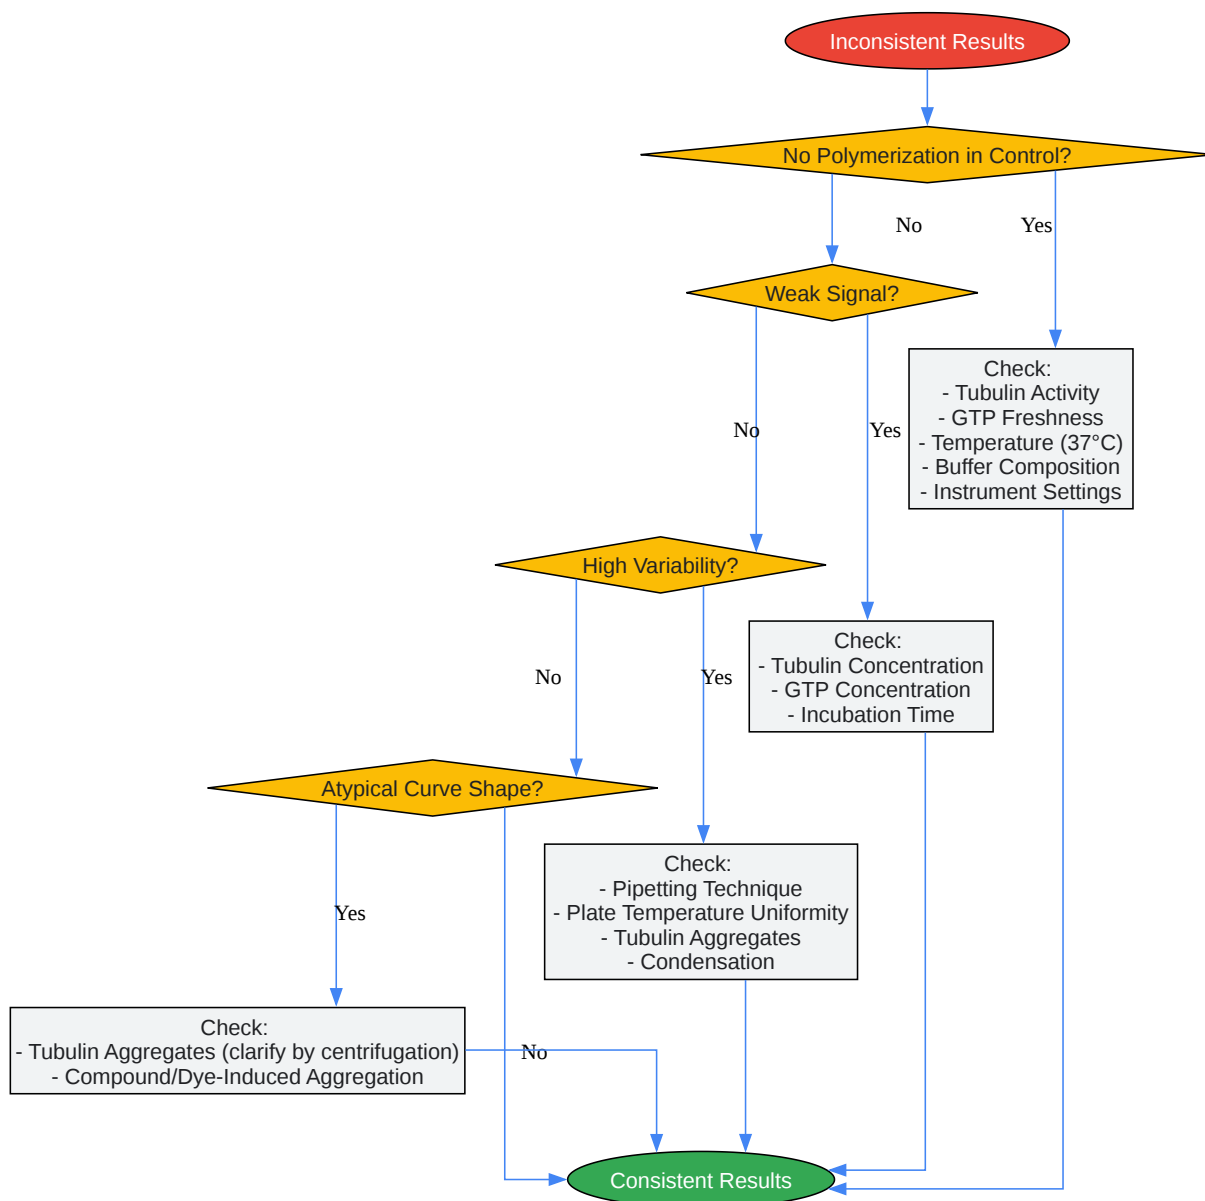 Inconsistent Results
No Polymerization in Control?
No
Yes
Weak Signal?
Check:
- Tubulin Activity
- GTP Freshness
- Temperature (37°C)
- Buffer Composition
- Instrument Settings
No
Yes
High Variability?
Check:
- Tubulin Concentration
- GTP Concentration
- Incubation Time
No
Yes
Atypical Curve Shape?
Check:
- Pipetting Technique
- Plate Temperature Uniformity
- Tubulin Aggregates
- Condensation
Yes
No
Check:
- Tubulin Aggregates (clarify by centrifugation)
- Compound/Dye-Induced Aggregation
Consistent Results